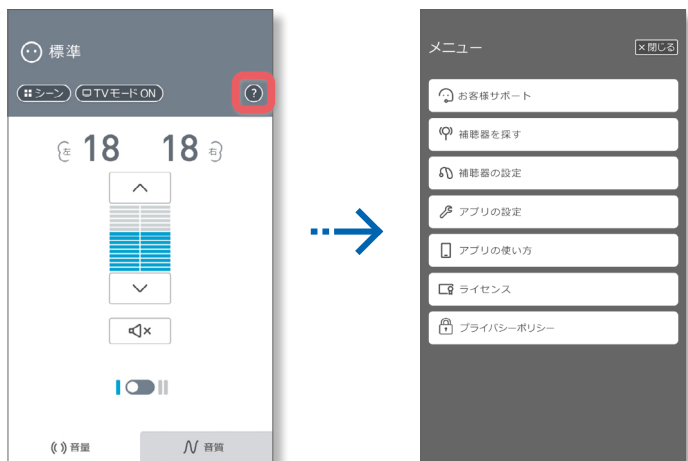 標準
シーン
TVモード ON
?
左 18
18 右
音量
音質
メニュー
×閉じる
お客様サポート
補聴器を探す
補聴器の設定
アプリの設定
アプリの使い方
ライセンス
プライバシーポリシー